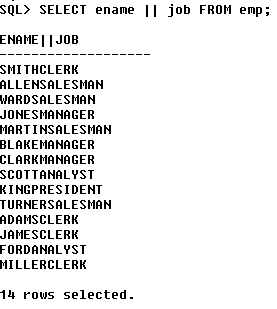 SQL> SELECT ename || job FROM emp;
ENAME||JOB
-------------------
SMITHCLERK
ALLENSALESMAN
WARDSALESMAN
JONESMANAGER
MARTINSALESMAN
BLAKEMANAGER
CLARKMANAGER
SCOTTANALYST
KINGPRESIDENT
TURNERSALESMAN
ADAMSCLERK
JAMESCLERK
FORDANALYST
MILLERCLERK
14 rows selected.